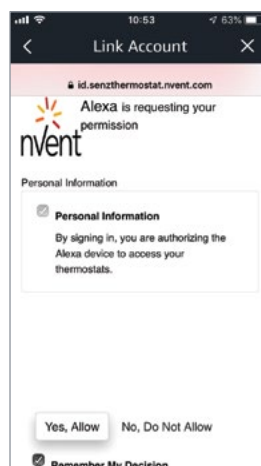 10:53
63%
Link Account
id.senzthermostat.nvent.com
Alexa is requesting your
permission
nVent
Personal Information
Personal Information
By signing in, you are authorizing the
Alexa device to access your
thermostats.
Yes, Allow No, Do Not Allow
Remember My Decision